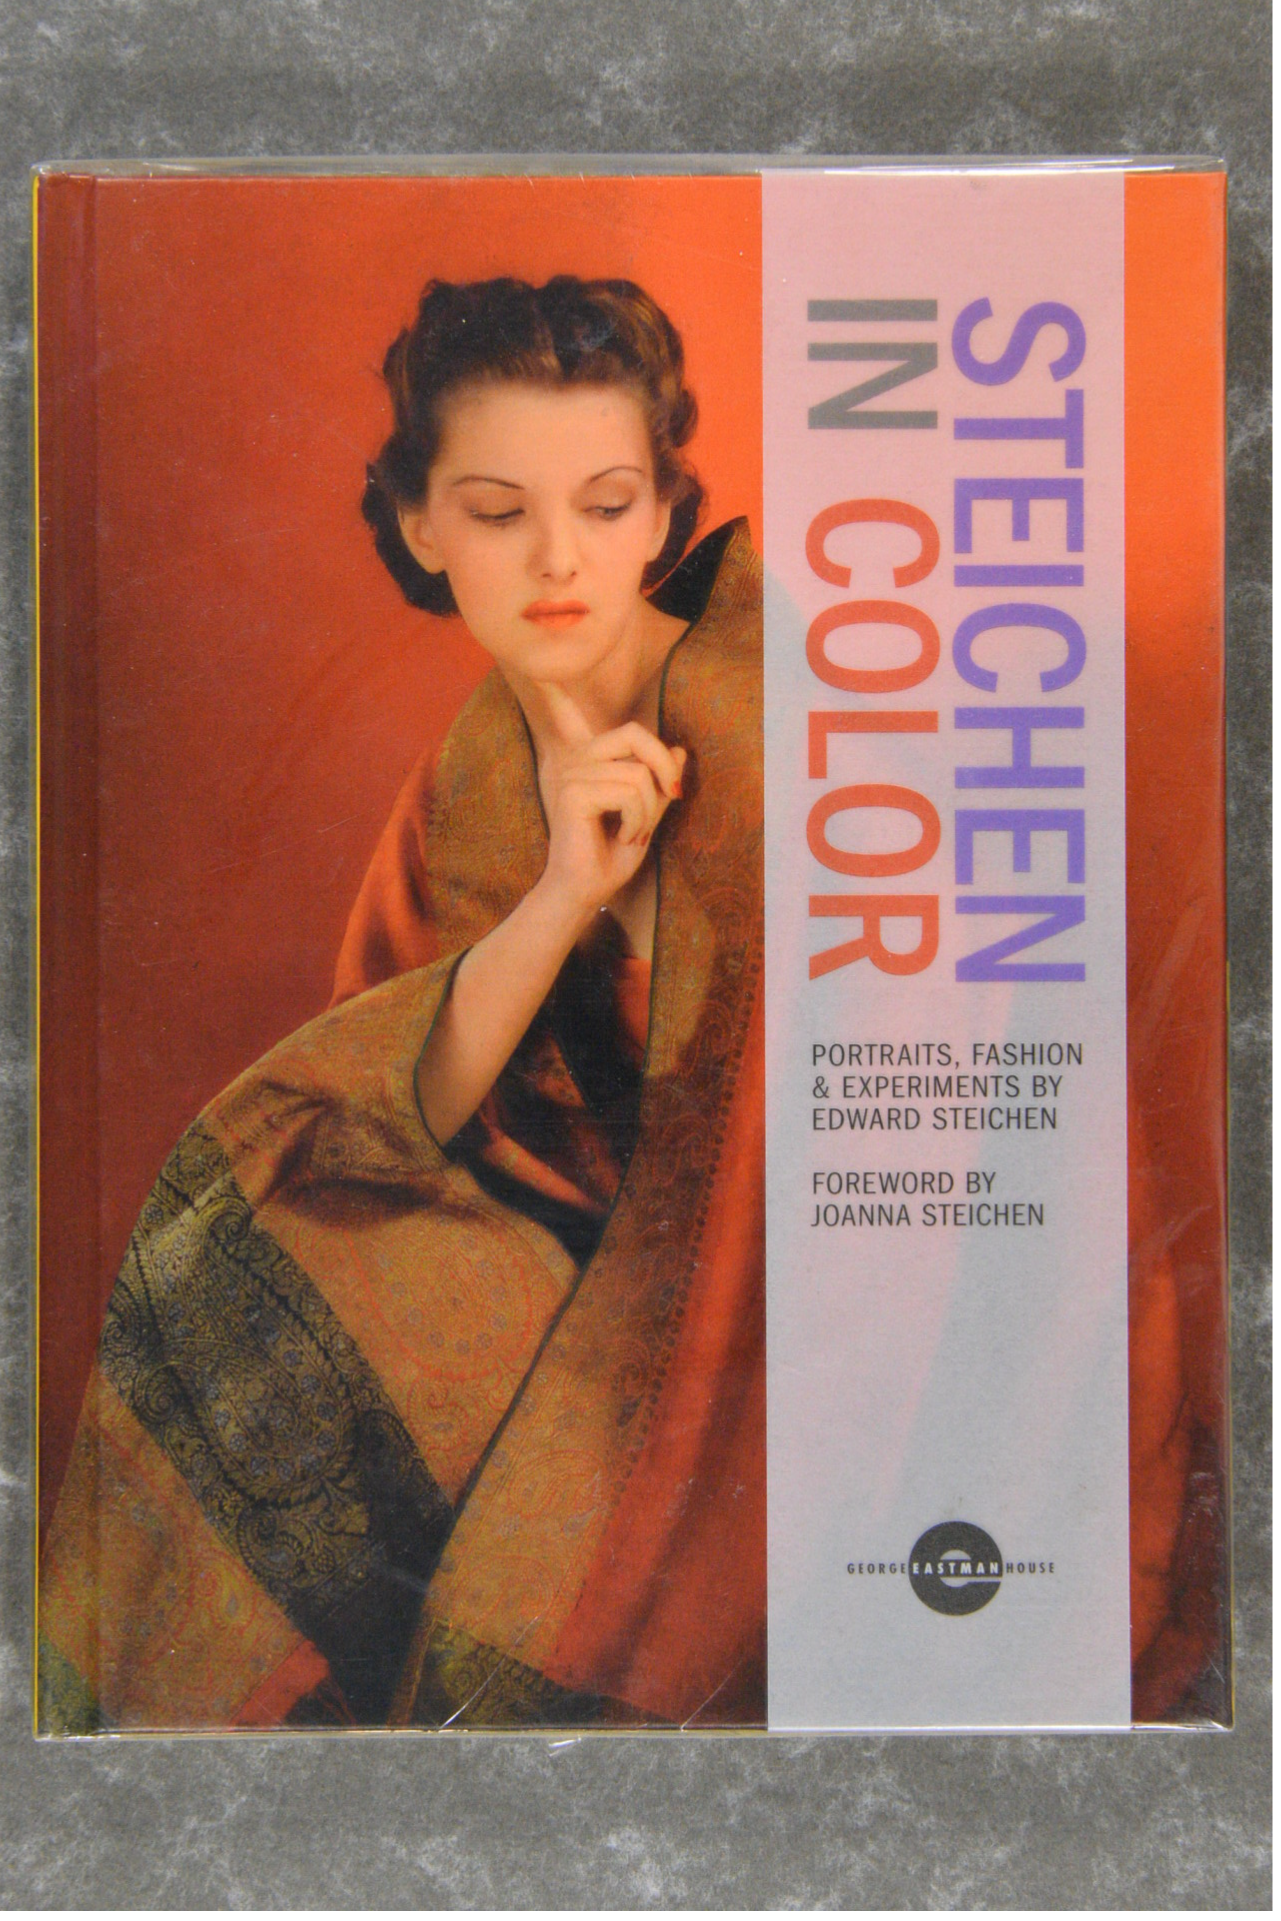 STEICHEN
IN COLOR
PORTRAITS, FASHION
& EXPERIMENTS BY
EDWARD STEICHEN
FOREWORD BY
JOANNA STEICHEN
GEORGE EASTMAN HOUSE